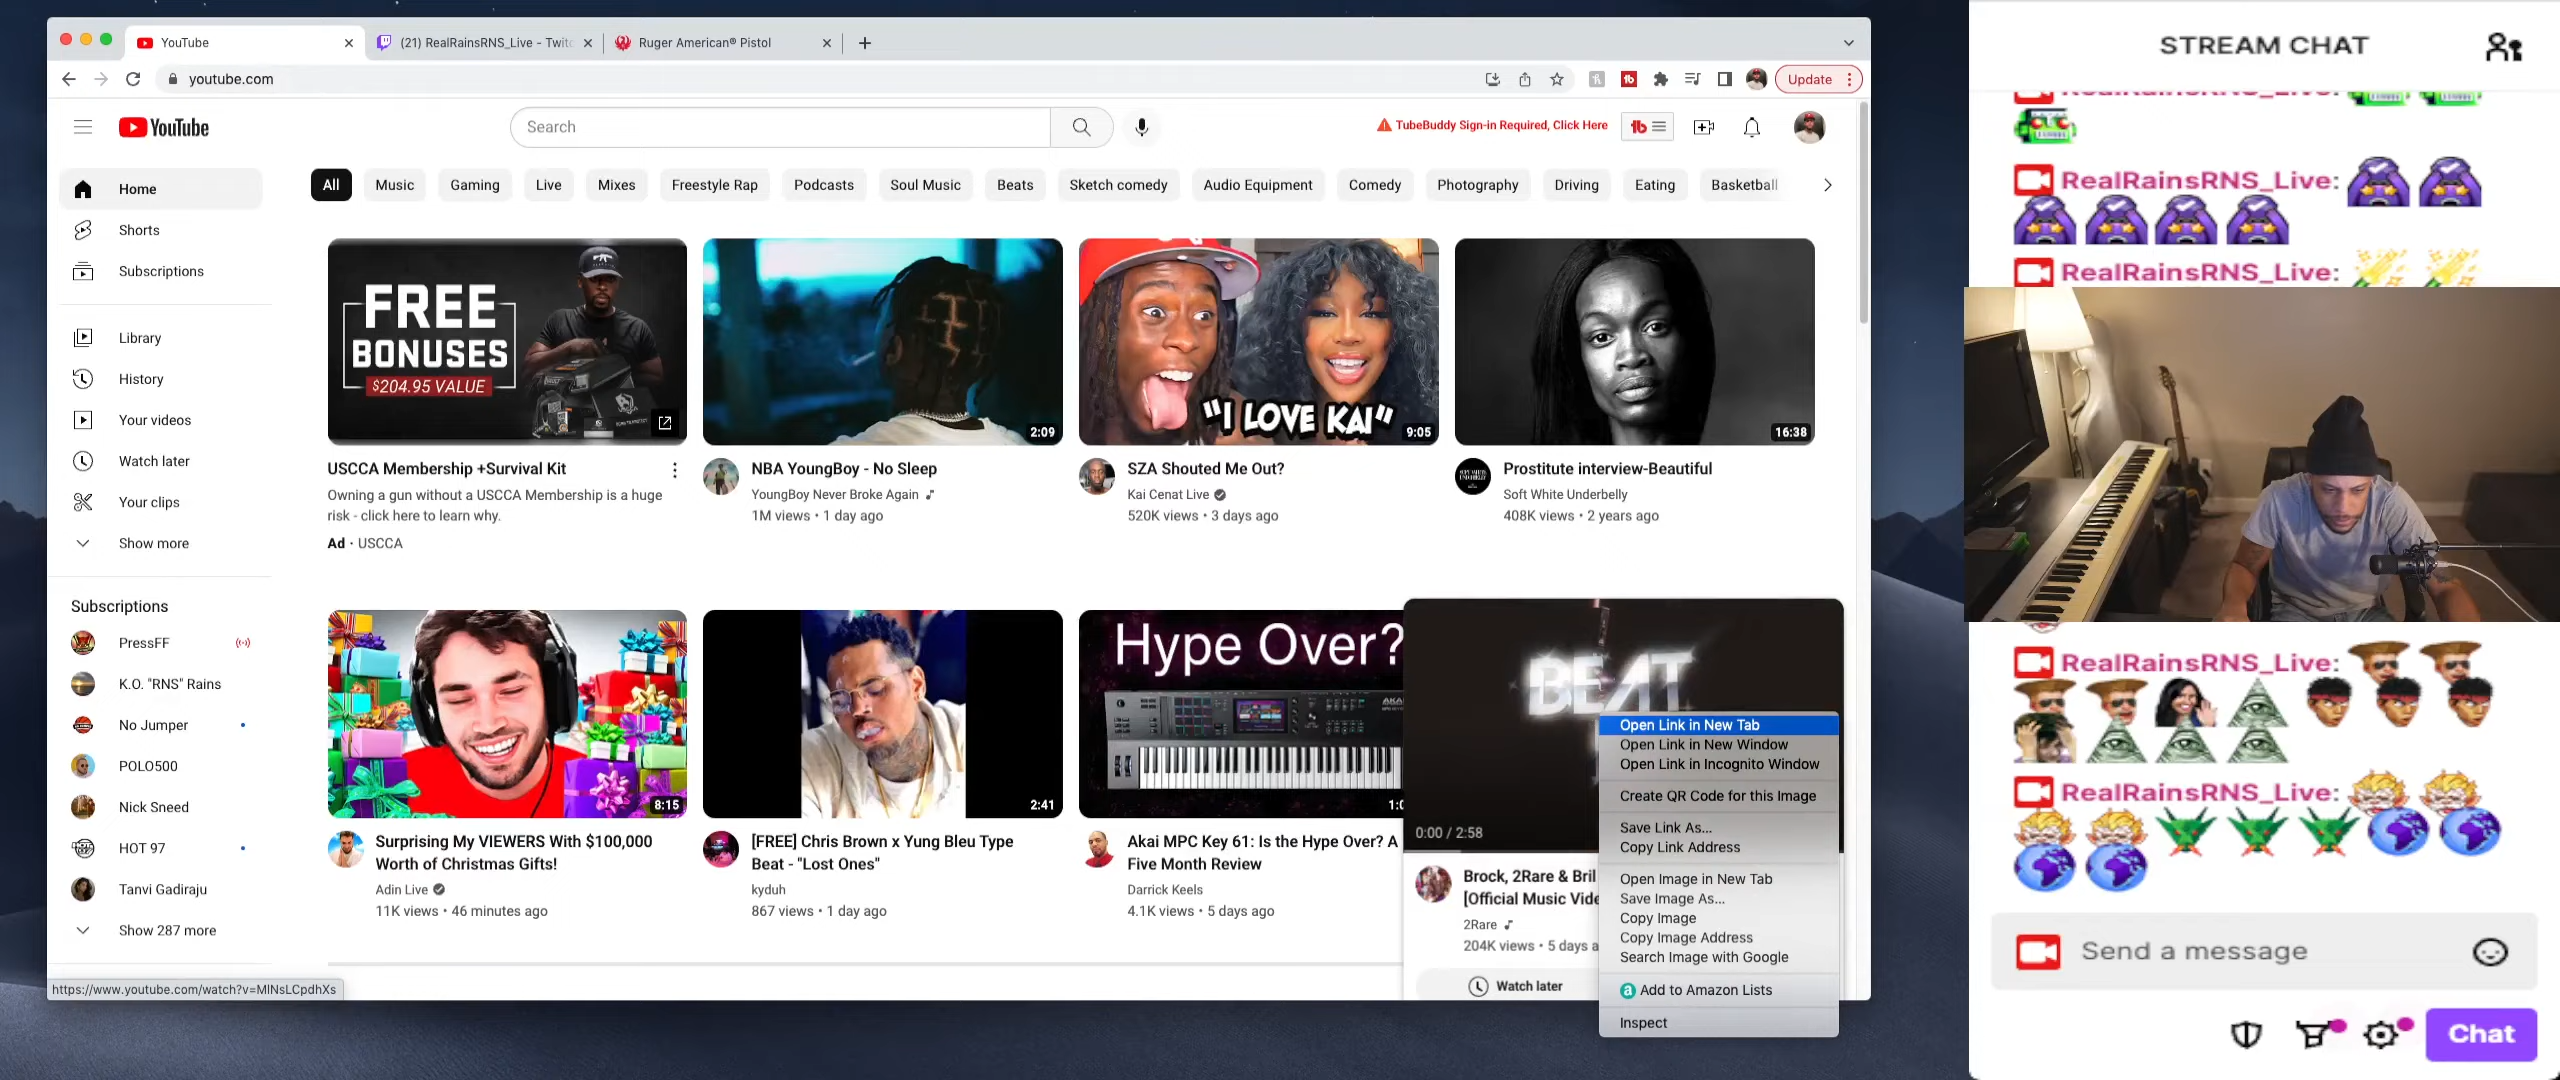 YouTube
(21) RealRainsRNS_Live - Twitc
Ruger American® Pistol
youtube.com
Update
YouTube
Search
TubeBuddy Sign-in Required, Click Here
All
Music
Gaming
Live
Mixes
Freestyle Rap
Podcasts
Soul Music
Beats
Sketch comedy
Audio Equipment
Comedy
Photography
Driving
Eating
Basketball
Home
Shorts
Subscriptions
Library
History
Your videos
Watch later
Your clips
Show more
Subscriptions
PressFF
K.O. "RNS" Rains
No Jumper
POLO500
Nick Sneed
HOT 97
Tanvi Gadiraju
Show 287 more
https://www.youtube.com/watch?v=MlNsLCpdhXs
FREE
BONUSES
$204.95 VALUE
USCCA Membership +Survival Kit
Owning a gun without a USCCA Membership is a huge
risk - click here to learn why.
Ad · USCCA
2:09
NBA YoungBoy - No Sleep
YoungBoy Never Broke Again
1M views • 1 day ago
"I LOVE KAI"
9:05
SZA Shouted Me Out?
Kai Cenat Live
520K views • 3 days ago
16:38
Prostitute interview-Beautiful
Soft White Underbelly
408K views • 2 years ago
8:15
Surprising My VIEWERS With $100,000
Worth of Christmas Gifts!
Adin Live
11K views • 46 minutes ago
2:41
[FREE] Chris Brown x Yung Bleu Type
Beat - "Lost Ones"
kyduh
867 views • 1 day ago
Hype Over?
1:0
Akai MPC Key 61: Is the Hype Over? A
Five Month Review
Darrick Keels
4.1K views • 5 days ago
BEAT
0:00 / 2:58
Brock, 2Rare & Bril
[Official Music Vide
2Rare
204K views • 5 days a
Watch later
Open Link in New Tab
Open Link in New Window
Open Link in Incognito Window
Create QR Code for this Image
Save Link As...
Copy Link Address
Open Image in New Tab
Save Image As...
Copy Image
Copy Image Address
Search Image with Google
Add to Amazon Lists
Inspect
STREAM CHAT
RealRainsRNS_Live:
RealRainsRNS_Live:
RealRainsRNS_Live:
RealRainsRNS_Live:
RealRainsRNS_Live:
Send a message
Chat